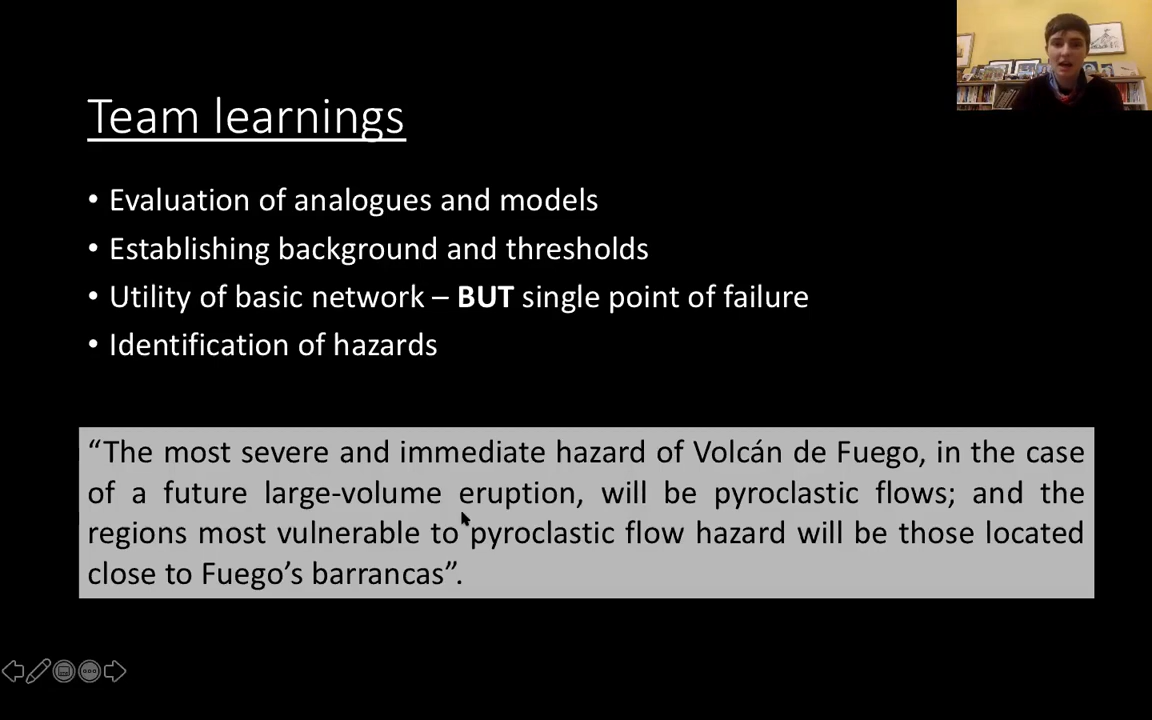 Team learnings
• Evaluation of analogues and models
• Establishing background and thresholds
• Utility of basic network – BUT single point of failure
• Identification of hazards
“The most severe and immediate hazard of Volcán de Fuego, in the case
of a future large-volume eruption, will be pyroclastic flows; and the
regions most vulnerable to pyroclastic flow hazard will be those located
close to Fuego’s barrancas”.